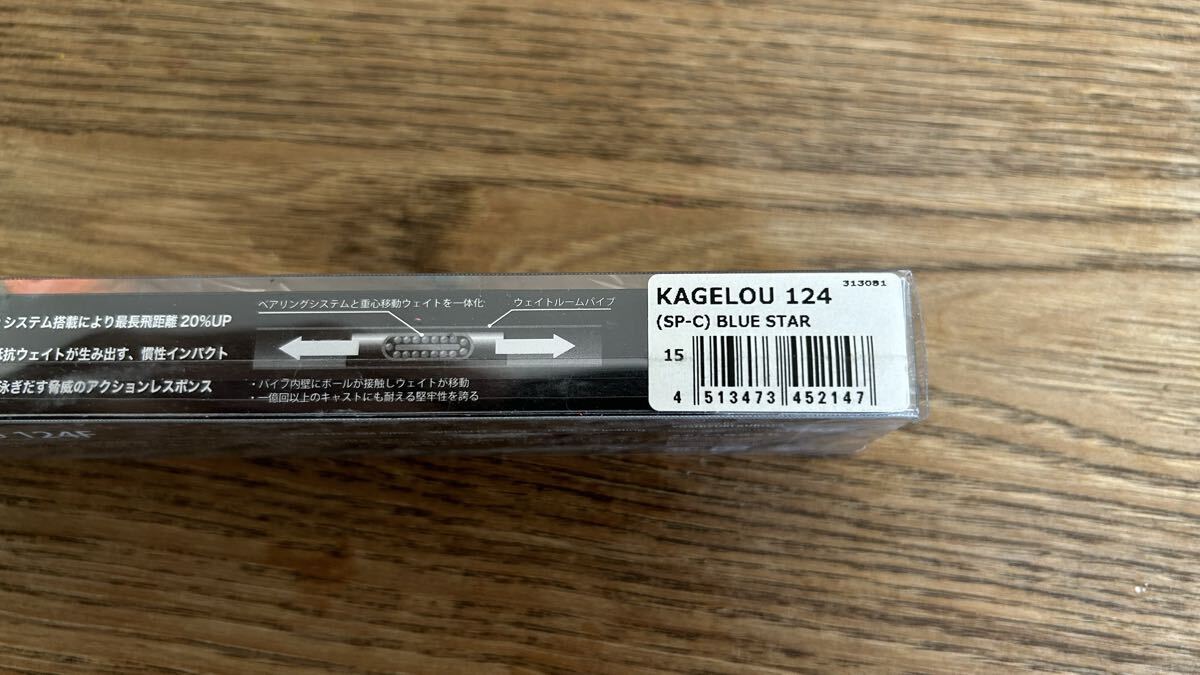 システム搭載により最長飛距離 20%UP
抵抗ウェイトが生み出す、慣性インパクト
泳ぎだす脅威のアクションレスポンス
ベアリングシステムと重心移動ウェイトを一体化
ウェイトルームパイプ
・パイプ内壁にボールが接触しウェイトが移動
・一億回以上のキャストにも耐える堅牢性を誇る
313081
KAGELOU 124
(SP-C) BLUE STAR
15
4 513473 452147
124F